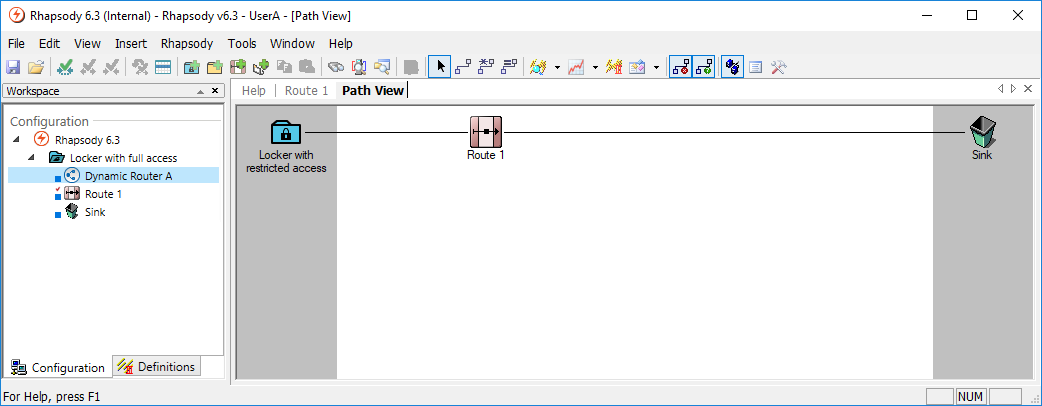 Rhapsody 6.3 (Internal) - Rhapsody v6.3 - UserA - [Path View]
File Edit View Insert Rhapsody Tools Window Help
Workspace
Help Route 1 Path View
Configuration
Rhapsody 6.3
Locker with full access
Dynamic Router A
Route 1
Sink
Locker with
restricted access
Route 1
Sink
Configuration Definitions
For Help, press F1
NUM